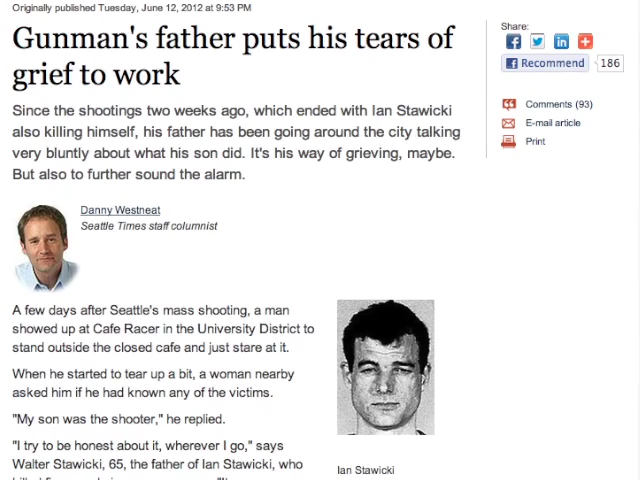 Originally published Tuesday, June 12, 2012 at 9:53 PM
Gunman's father puts his tears of
grief to work
Since the shootings two weeks ago, which ended with Ian Stawicki
also killing himself, his father has been going around the city talking
very bluntly about what his son did. It's his way of grieving, maybe.
But also to further sound the alarm.
Danny Westneat
Seattle Times staff columnist
A few days after Seattle's mass shooting, a man
showed up at Cafe Racer in the University District to
stand outside the closed cafe and just stare at it.
When he started to tear up a bit, a woman nearby
asked him if he had known any of the victims.
"My son was the shooter," he replied.
"I try to be honest about it, wherever I go," says
Walter Stawicki, 65, the father of Ian Stawicki, who
Ian Stawicki
Share:
Recommend 186
Comments (93)
E-mail article
Print